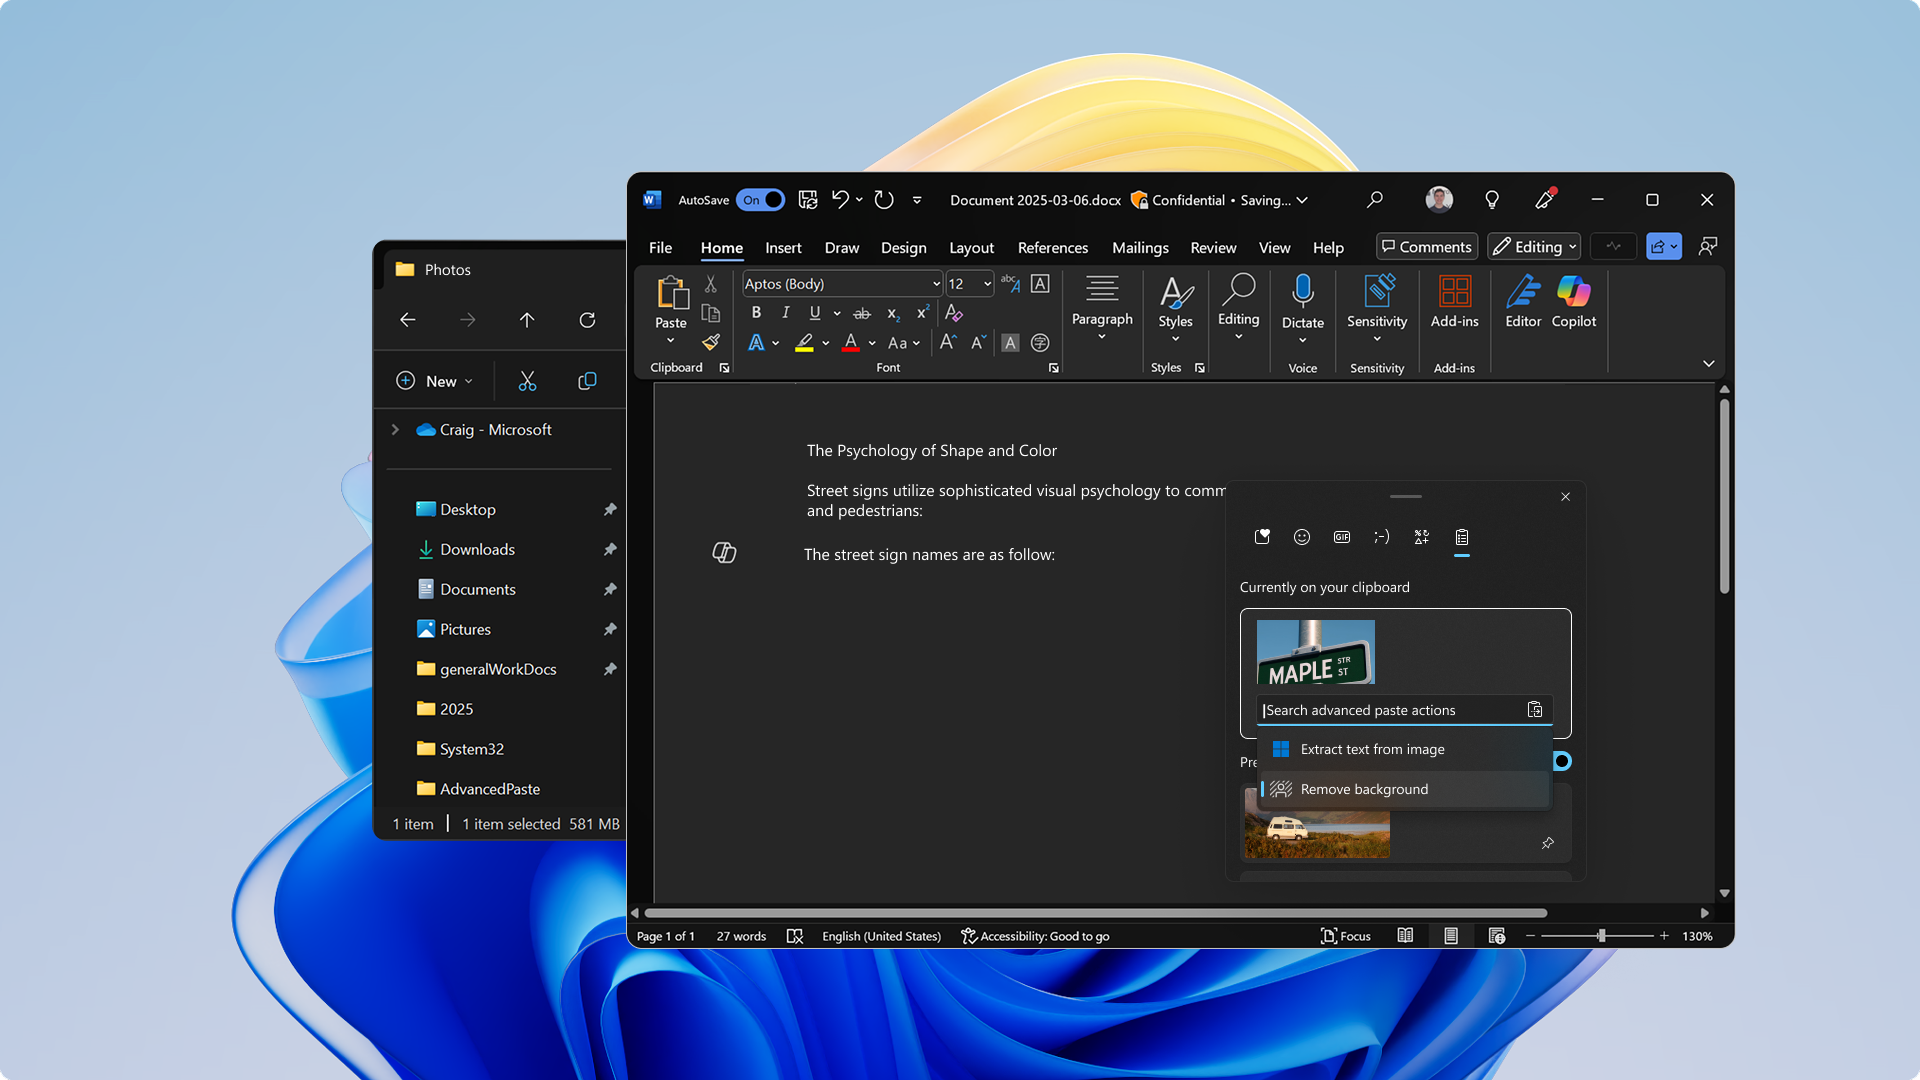 Photos
New
Craig - Microsoft
Desktop
Downloads
Documents
Pictures
generalWorkDocs
2025
System32
AdvancedPaste
1 item | 1 item selected 581 MB
AutoSave On Document 2025-03-06.docx Confidential • Saving...
File Home Insert Draw Design Layout References Mailings Review View Help Comments Editing
Aptos (Body) 12
Paste
Paragraph Styles Editing Dictate Sensitivity Add-ins Editor Copilot
Clipboard Font Styles Voice Sensitivity Add-ins
The Psychology of Shape and Color
Street signs utilize sophisticated visual psychology to comm
and pedestrians:
The street sign names are as follow:
GIF
;-)
Currently on your clipboard
MAPLE STR ST
Search advanced paste actions
Extract text from image
Pre
Remove background
Page 1 of 1 27 words English (United States) Accessibility: Good to go Focus 130%